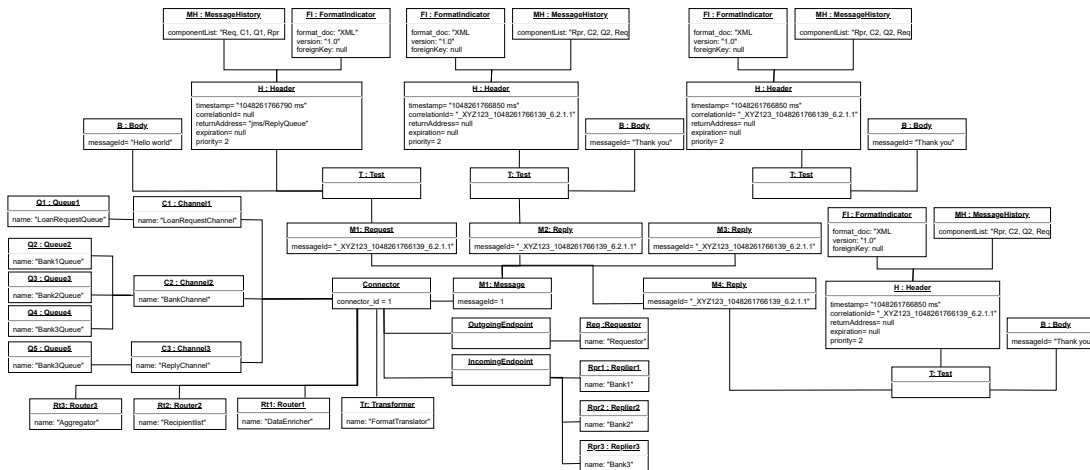 MH : MessageHistory
componentList: "Req, C1, Q1, Rpr
FI : FormatIndicator
format_doc: "XML"
version: "1.0"
foreignKey: null
FI : FormatIndicator
format_doc: "XML
version: "1.0"
foreignKey: null
MH : MessageHistory
componentList: "Rpr, C2, Q2, Req
FI : FormatIndicator
format_doc: "XML
version: "1.0"
foreignKey: null
MH : MessageHistory
componentList: "Rpr, C2, Q2, Req
H : Header
timestamp= "1048261766790 ms"
correlationId= null
returnAddress= "jms/ReplyQueue"
expiration= null
priority= 2
H : Header
timestamp= "1048261766850 ms"
correlationId= "_XYZ123_1048261766139_6.2.1.1"
returnAddress= null
expiration= null
priority= 2
H : Header
timestamp= "1048261766850 ms"
correlationId= "_XYZ123_1048261766139_6.2.1.1"
returnAddress= null
expiration= null
priority= 2
B : Body
messageId= "Hello world"
B : Body
messageId= "Thank you"
B : Body
messageId= "Thank you"
T : Test
T: Test
T: Test
Q1 : Queue1
name: "LoanRequestQueue"
C1 : Channel1
name: "LoanRequestChannel"
M1: Request
messageId= "_XYZ123_1048261766139_6.2.1.1"
M2: Reply
messageId= "_XYZ123_1048261766139_6.2.1.1"
M3: Reply
messageId= "_XYZ123_1048261766139_6.2.1.1"
FI : FormatIndicator
format_doc: "XML
version: "1.0"
foreignKey: null
MH : MessageHistory
componentList: "Rpr, C2, Q2, Req
Q2 : Queue2
name: "Bank1Queue"
Q3 : Queue3
name: "Bank2Queue"
Q4 : Queue4
name: "Bank3Queue"
C2 : Channel2
name: "BankChannel"
Connector
connector_id = 1
M1: Message
messageId= 1
M4: Reply
messageId= "_XYZ123_1048261766139_6.2.1.1"
H : Header
timestamp= "1048261766850 ms"
correlationId= "_XYZ123_1048261766139_6.2.1.1"
returnAddress= null
expiration= null
priority= 2
B : Body
messageId= "Thank you
T: Test
Q5 : Queue5
name: "Bank3Queue"
C3 : Channel3
name: "ReplyChannel"
OutgoingEndpoint
Req :Requestor
name: "Requestor"
IncomingEndpoint
Rpr1 : Replier1
name: "Bank1"
Rpr2 : Replier2
name: "Bank2"
Rpr3 : Replier3
name: "Bank3"
Rt3: Router3
name: "Aggregator"
Rt2: Router2
name: "Recipientlist"
Rt1: Router1
name: "DataEnricher"
Tr: Transformer
name: "FormatTranslator"